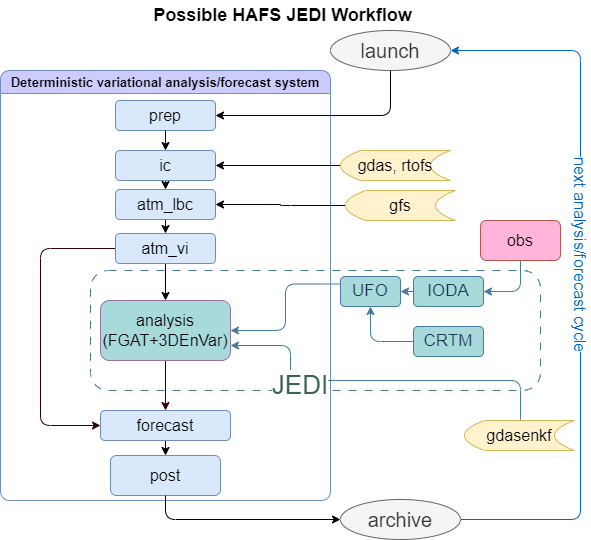 Possible HAFS JEDI Workflow
launch
Deterministic variational analysis/forecast system
prep
ic
gdas, rtofs
atm_lbc
gfs
atm_vi
obs
UFO
IODA
analysis
(FGAT+3DEnVar)
CRTM
JEDI
forecast
gdasenkf
post
archive
next analysis/forecast cycle